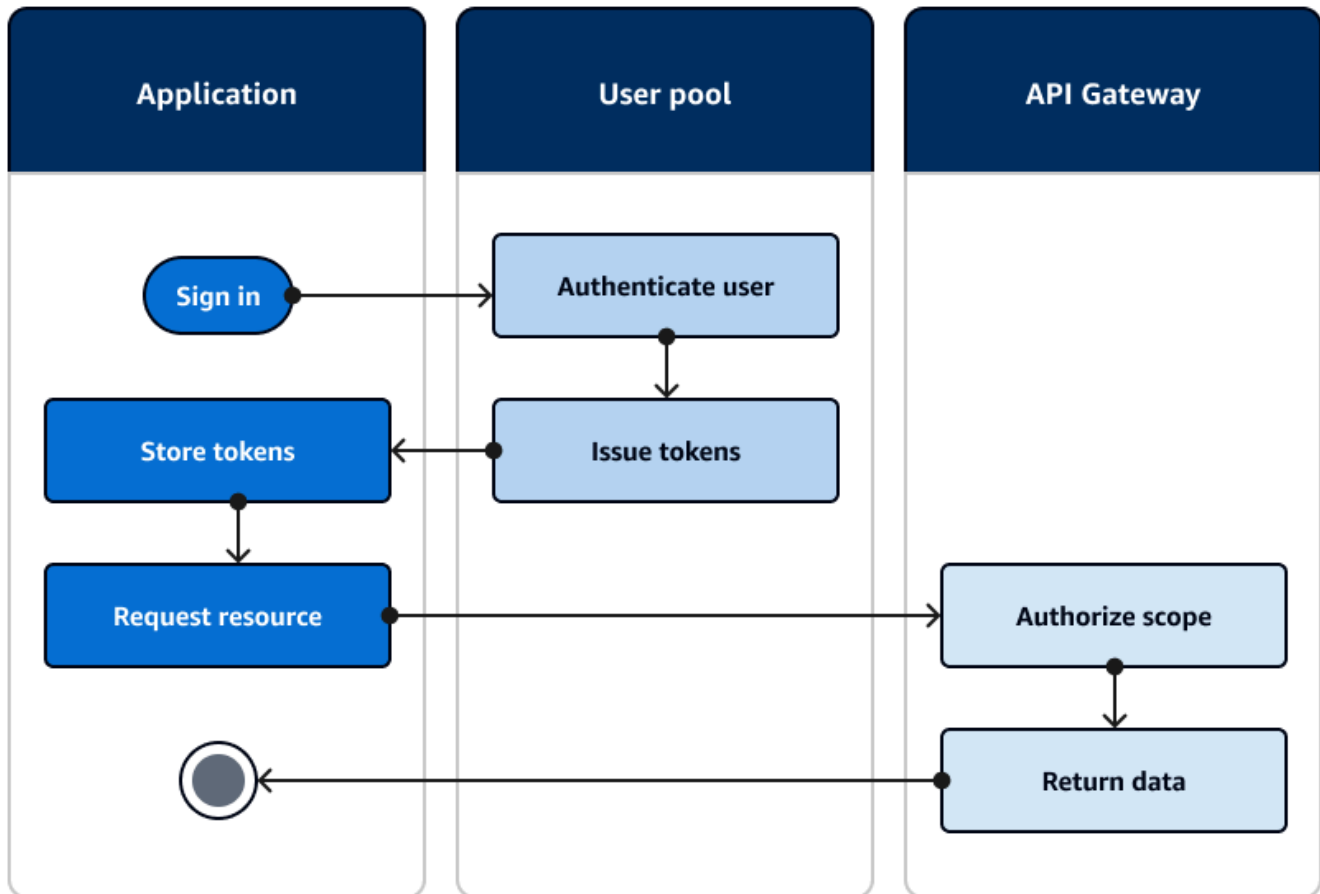 Application
User pool
API Gateway
Sign in
Authenticate user
Store tokens
Issue tokens
Request resource
Authorize scope
Return data